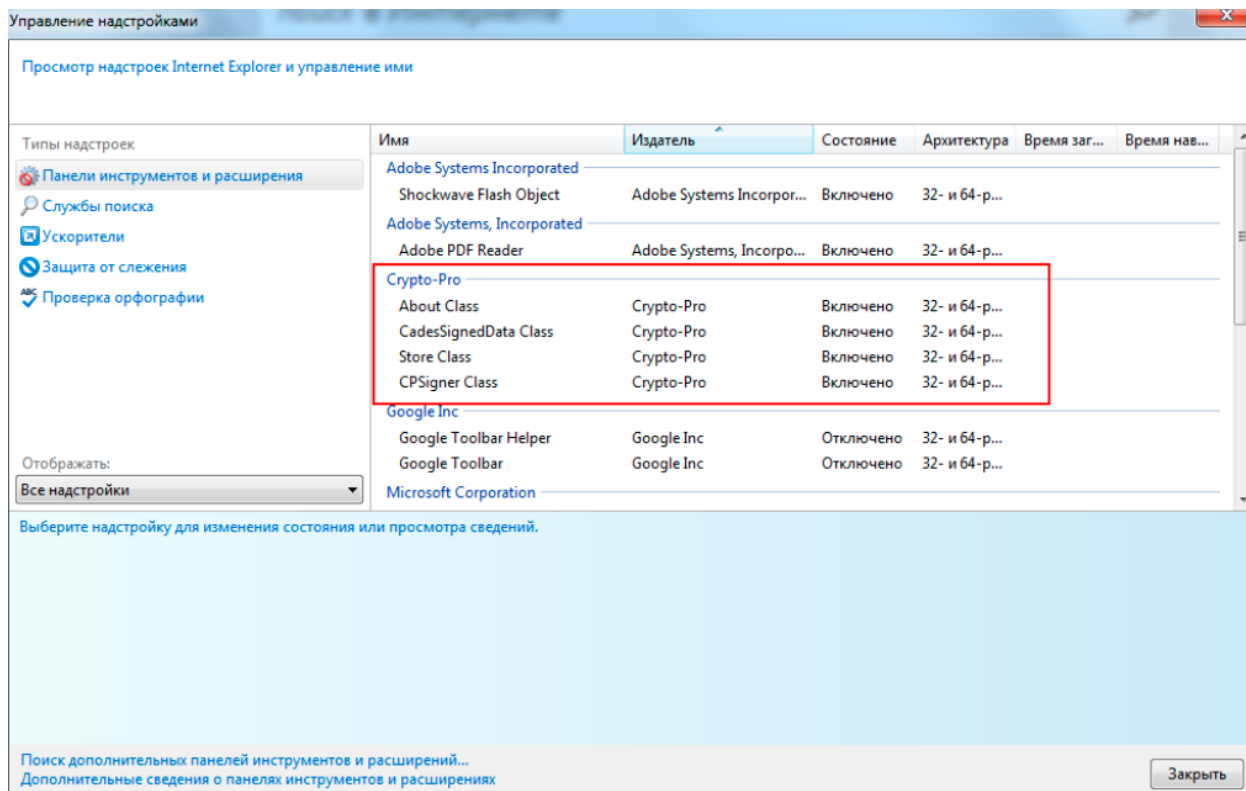 Управление надстройками
поиск в Интернете
Просмотр надстроек Internet Explorer и управление ими
Типы надстроек
Панели инструментов и расширения
Службы поиска
Ускорители
Защита от слежения
ABC Проверка орфографии
Отображать:
Все надстройки
Имя Издатель Состояние Архитектура Время заг... Время нав...
Adobe Systems Incorporated
Shockwave Flash Object Adobe Systems Incorpor... Включено 32- и 64-р...
Adobe Systems, Incorporated
Adobe PDF Reader Adobe Systems, Incorpo... Включено 32- и 64-р...
Crypto-Pro
About Class Crypto-Pro Включено 32- и 64-р...
CadesSignedData Class Crypto-Pro Включено 32- и 64-р...
Store Class Crypto-Pro Включено 32- и 64-р...
CPSigner Class Crypto-Pro Включено 32- и 64-р...
Google Inc
Google Toolbar Helper Google Inc Отключено 32- и 64-р...
Google Toolbar Google Inc Отключено 32- и 64-р...
Microsoft Corporation
Выберите надстройку для изменения состояния или просмотра сведений.
Поиск дополнительных панелей инструментов и расширений...
Дополнительные сведения о панелях инструментов и расширениях
Закрыть